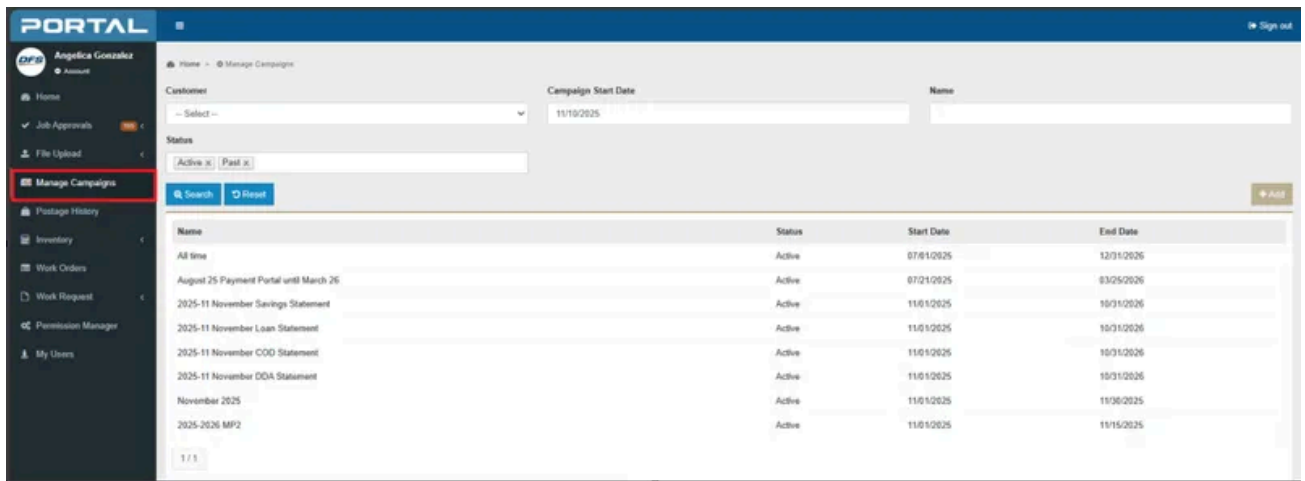 PORTAL
Sign out
DFS
Angelica Gonzalez
Account
Home
Job Approvals
File Upload
Manage Campaigns
Postage History
Inventory
Work Orders
Work Request
Permission Manager
My Users
Home > Manage Campaigns
Customer Campaign Start Date Name
-- Select -- 11/10/2025
Status
Active x Past x
Search Reset + Add
Name Status Start Date End Date
All time Active 07/01/2025 12/31/2026
August 25 Payment Portal until March 26 Active 07/21/2025 03/25/2026
2025-11 November Savings Statement Active 11/01/2025 10/31/2026
2025-11 November Loan Statement Active 11/01/2025 10/31/2026
2025-11 November COD Statement Active 11/01/2025 10/31/2026
2025-11 November DDA Statement Active 11/01/2025 10/31/2026
November 2025 Active 11/01/2025 11/30/2025
2025-2026 MP2 Active 11/01/2025 11/15/2025
1 / 1